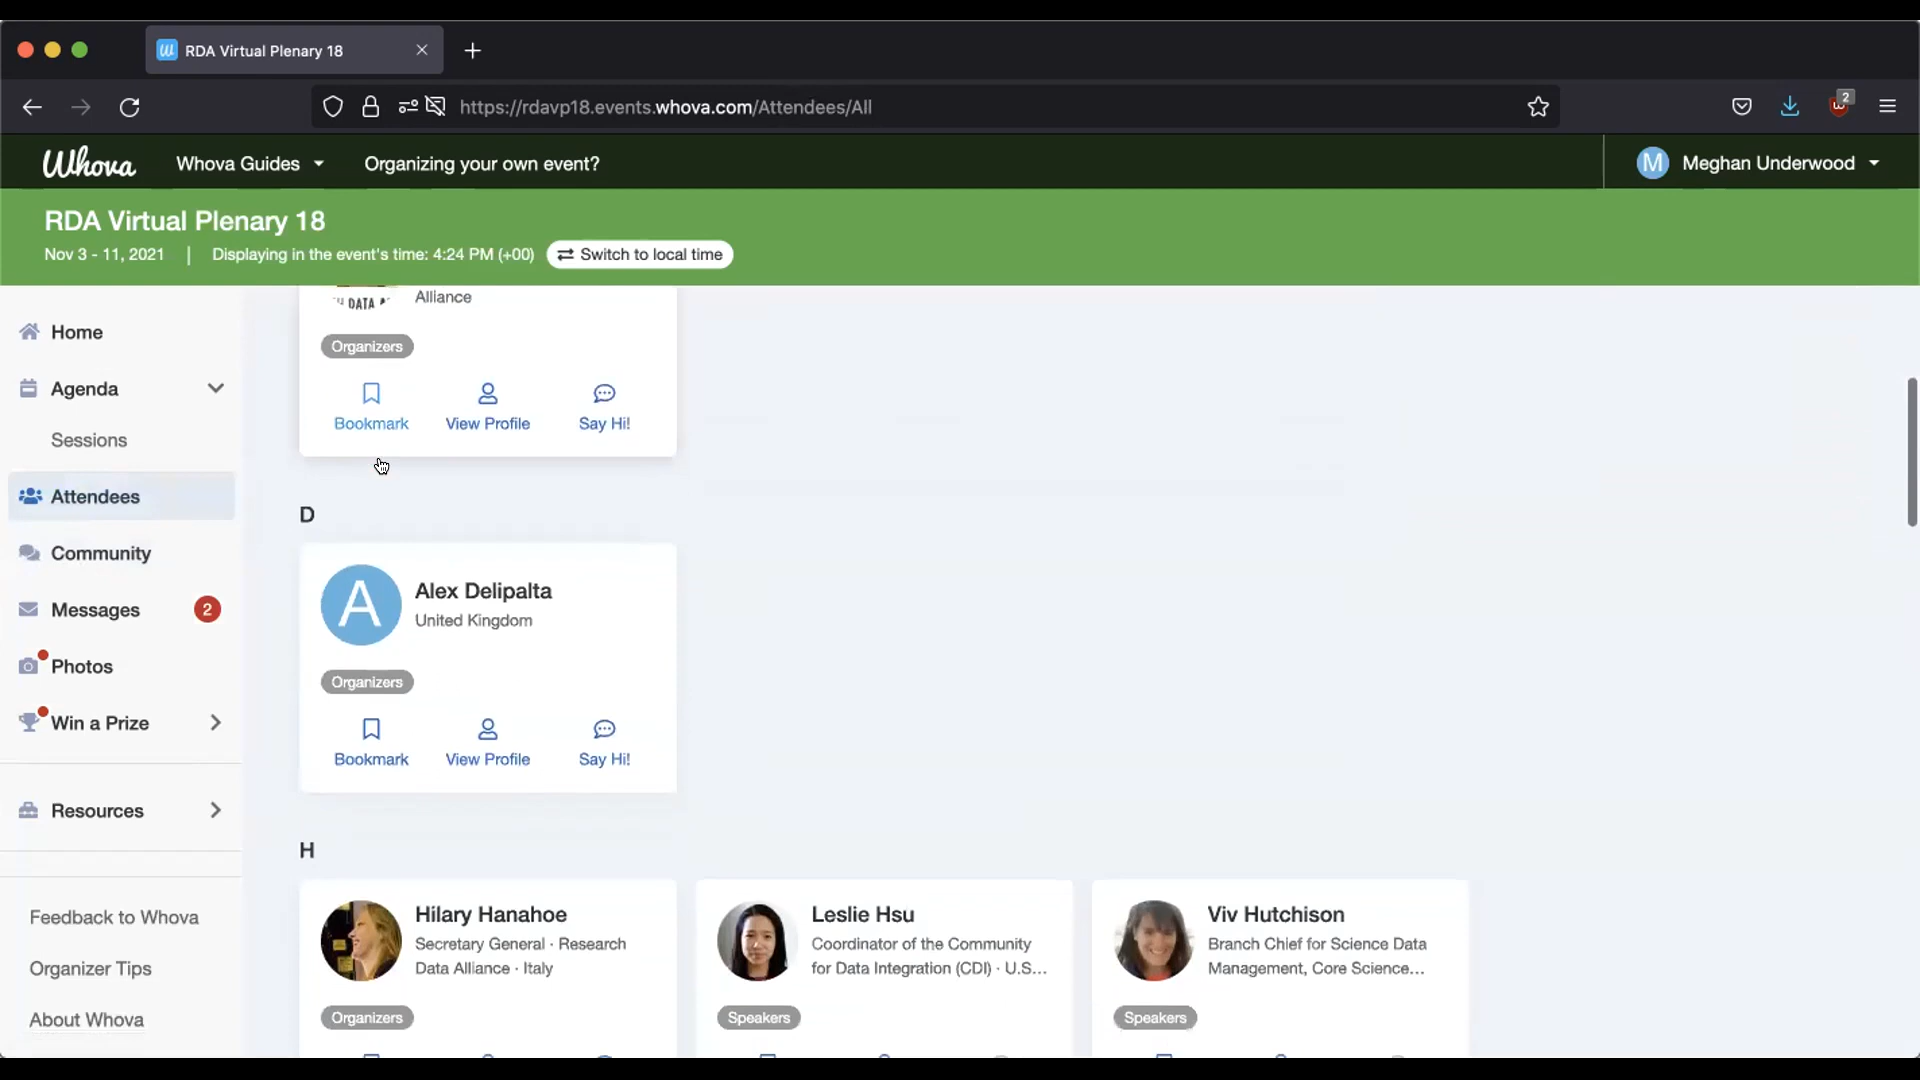 RDA Virtual Plenary 18
https://rdavp18.events.whova.com/Attendees/All
2
Whova
Whova Guides
Organizing your own event?
M
Meghan Underwood
RDA Virtual Plenary 18
Nov 3 - 11, 2021 | Displaying in the event's time: 4:24 PM (+00)
Switch to local time
Home
Agenda
Sessions
Attendees
Community
Messages
2
Photos
Win a Prize
Resources
Feedback to Whova
Organizer Tips
About Whova
DATA
Alliance
Organizers
Bookmark
View Profile
Say Hi!
D
A
Alex Delipalta
United Kingdom
Organizers
Bookmark
View Profile
Say Hi!
H
Hilary Hanahoe
Secretary General · Research
Data Alliance · Italy
Organizers
Leslie Hsu
Coordinator of the Community
for Data Integration (CDI) · U.S...
Speakers
Viv Hutchison
Branch Chief for Science Data
Management, Core Science...
Speakers